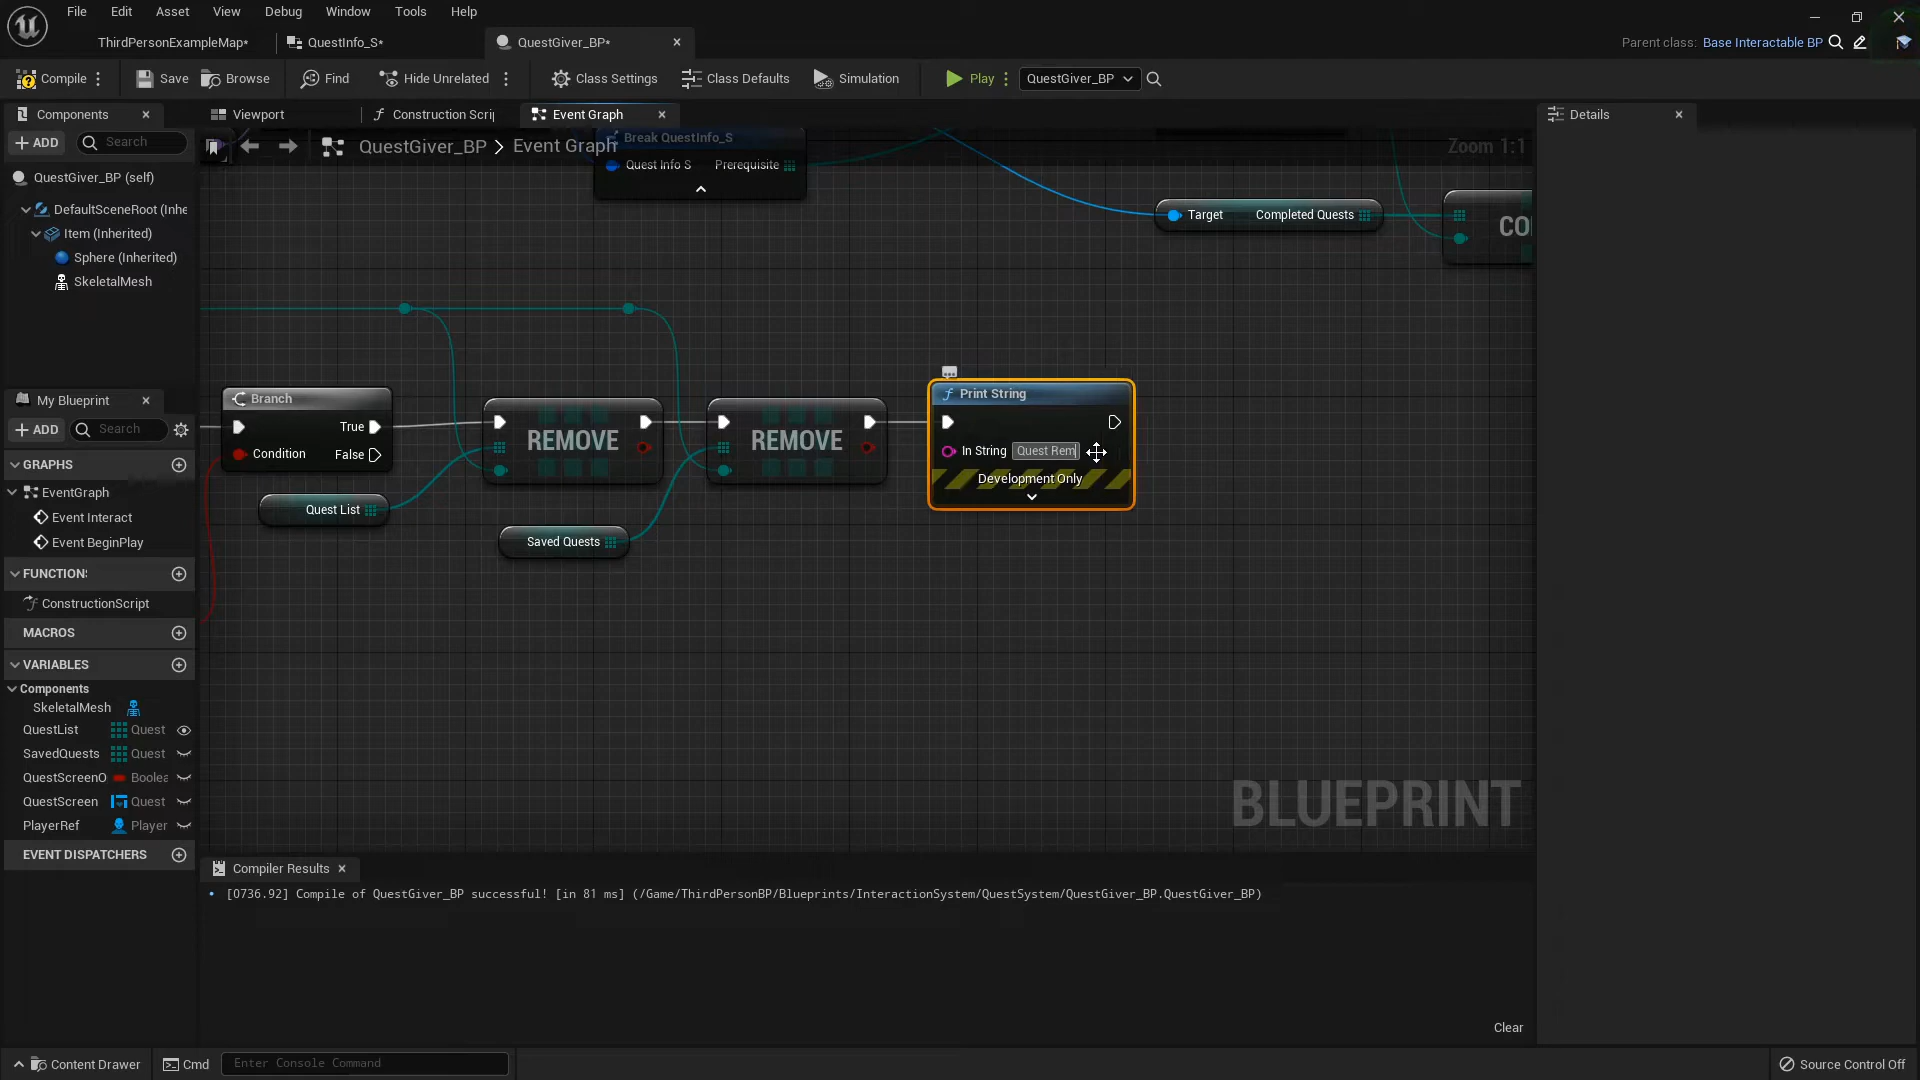 File Edit Asset View Debug Window Tools Help
ThirdPersonExampleMap* QuestInfo_S* QuestGiver_BP* Parent class: Base Interactable BP
Compile Save Browse Find Hide Unrelated Class Settings Class Defaults Simulation Play QuestGiver_BP
Components Viewport Construction Scrip Event Graph Details
ADD Search QuestGiver_BP > Event Graph Zoom 1:1
Break QuestInfo_S
Quest Info S Prerequisite
QuestGiver_BP (self)
DefaultSceneRoot (Inhe
Item (Inherited)
Sphere (Inherited)
SkeletalMesh
Target Completed Quests
My Blueprint
ADD Search
GRAPHS
EventGraph
Event Interact
Event BeginPlay
FUNCTION
ConstructionScript
MACROS
VARIABLES
Components
SkeletalMesh
QuestList Quest
SavedQuests Quest
QuestScreenO Boolea
QuestScreen Quest
PlayerRef Player
EVENT DISPATCHERS
Branch
True
Condition False
Quest List
REMOVE
Saved Quests
REMOVE
Print String
In String Quest Rem
Development Only
BLUEPRINT
Compiler Results
[0736.92] Compile of QuestGiver_BP successful! [in 81 ms] (/Game/ThirdPersonBP/Blueprints/InteractionSystem/QuestSystem/QuestGiver_BP.QuestGiver_BP)
Clear
Content Drawer Cmd Enter Console Command Source Control Off